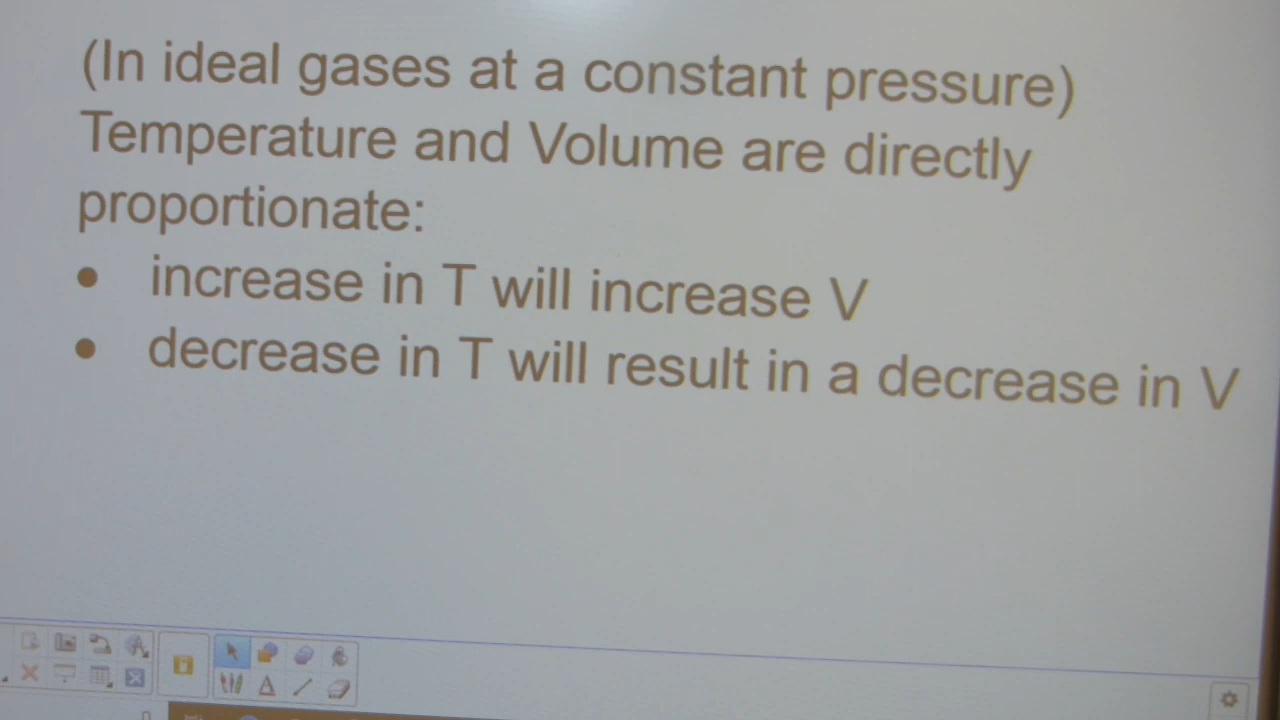 (In ideal gases at a constant pressure)
Temperature and Volume are directly
proportionate:
● increase in T will increase V
● decrease in T will result in a decrease in V